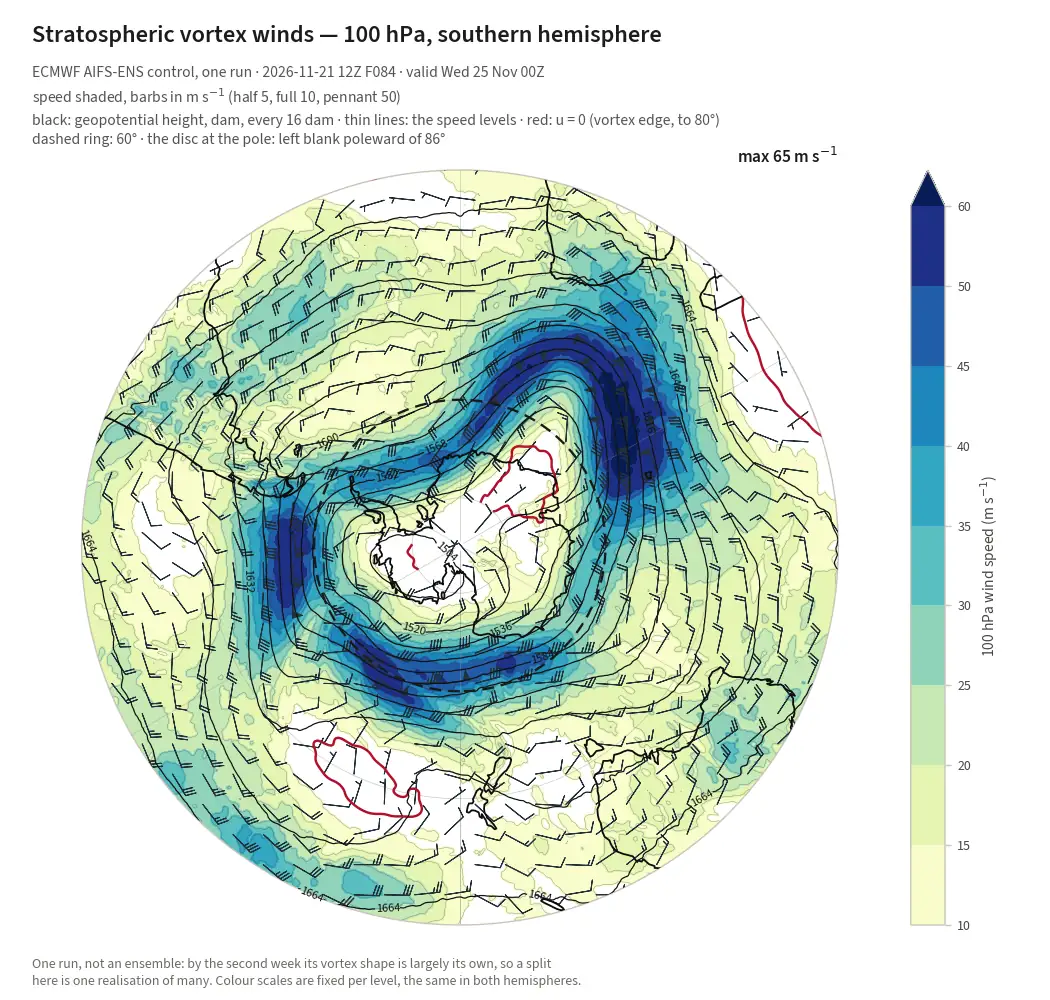 Stratospheric vortex winds — 100 hPa, southern hemisphere
ECMWF AIFS-ENS control, one run · 2026-11-21 12Z F084 · valid Wed 25 Nov 00Z
speed shaded, barbs in m s⁻¹ (half 5, full 10, pennant 50)
black: geopotential height, dam, every 16 dam · thin lines: the speed levels · red: u = 0 (vortex edge, to 80°)
dashed ring: 60° · the disc at the pole: left blank poleward of 86°
max 65 m s⁻¹
60
50
45
40
35
30
25
20
15
10
100 hPa wind speed (m s⁻¹)
1664
1600
1568
1504
1664
1632
1520
1536
1664
1664
1664
1664
One run, not an ensemble: by the second week its vortex shape is largely its own, so a split
here is one realisation of many. Colour scales are fixed per level, the same in both hemispheres.